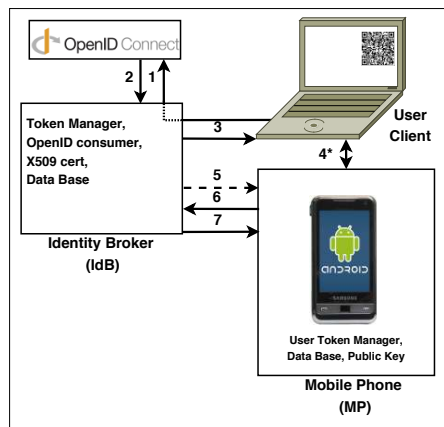 OpenID Connect
2
1
User
Client
Token Manager,
OpenID consumer,
X509 cert,
Data Base
3
4*
5
6
7
Identity Broker
(IdB)
ANDROID
SAMSUNG
User Token Manager,
Data Base, Public Key
Mobile Phone
(MP)